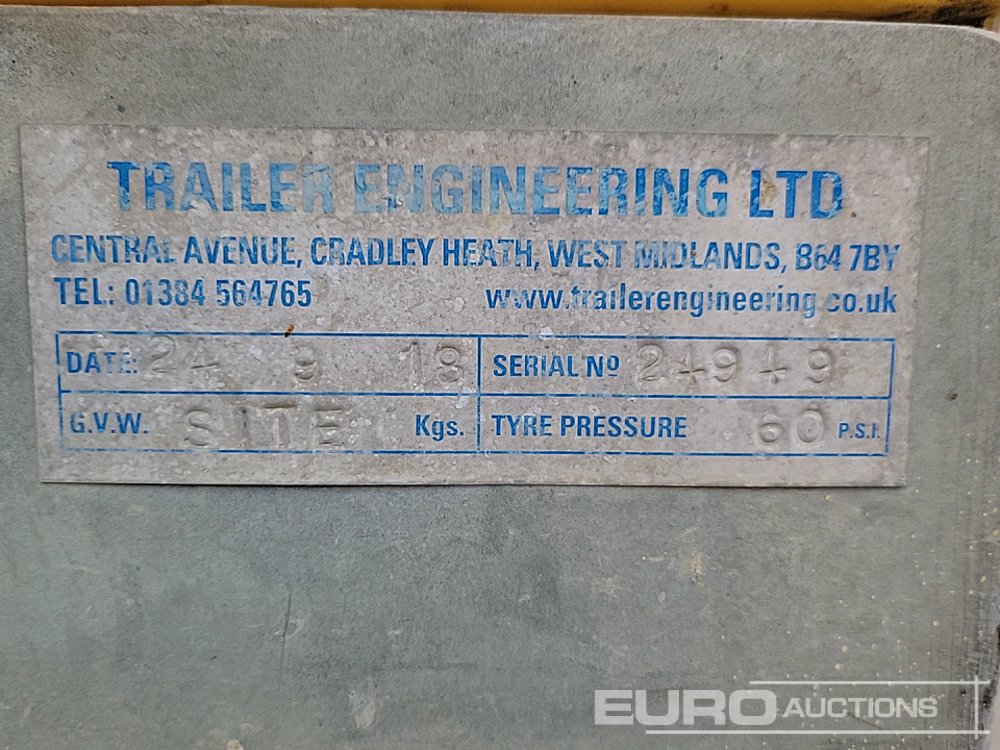 TRAILER ENGINEERING LTD
CENTRAL AVENUE, CRADLEY HEATH, WEST MIDLANDS, B64 7BY
TEL: 01384 564765 www.trailerengineering.co.uk
DATE: 24 9 18 SERIAL Nº 24949
G.V.W. SITE Kgs. TYRE PRESSURE 60 P.S.I.
EURO AUCTIONS